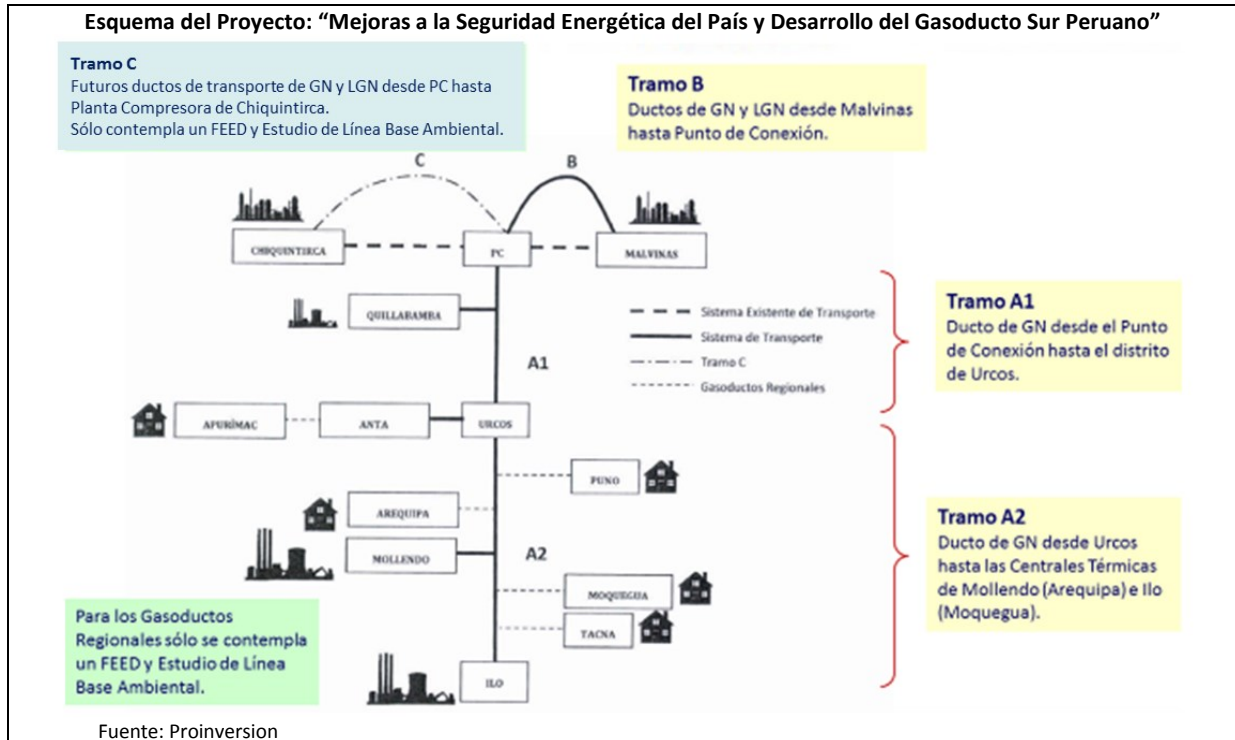 Esquema del Proyecto: “Mejoras a la Seguridad Energética del País y Desarrollo del Gasoducto Sur Peruano”
Tramo C
Futuros ductos de transporte de GN y LGN desde PC hasta
Planta Compresora de Chiquintirca.
Sólo contempla un FEED y Estudio de Línea Base Ambiental.
Tramo B
Ductos de GN y LGN desde Malvinas
hasta Punto de Conexión.
C
B
CHIQUINTIRCA
PC
MALVINAS
QUILLABAMBA
Sistema Existente de Transporte
Sistema de Transporte
Tramo C
Gasoductos Regionales
A1
Tramo A1
Ducto de GN desde el Punto
de Conexión hasta el distrito
de Urcos.
APURÍMAC
ANTA
URCOS
PUNO
AREQUIPA
MOLLENDO
A2
MOQUEGUA
TACNA
ILO
Tramo A2
Ducto de GN desde Urcos
hasta las Centrales Térmicas
de Mollendo (Arequipa) e Ilo
(Moquegua).
Para los Gasoductos
Regionales sólo se contempla
un FEED y Estudio de Línea
Base Ambiental.
Fuente: Proinversion